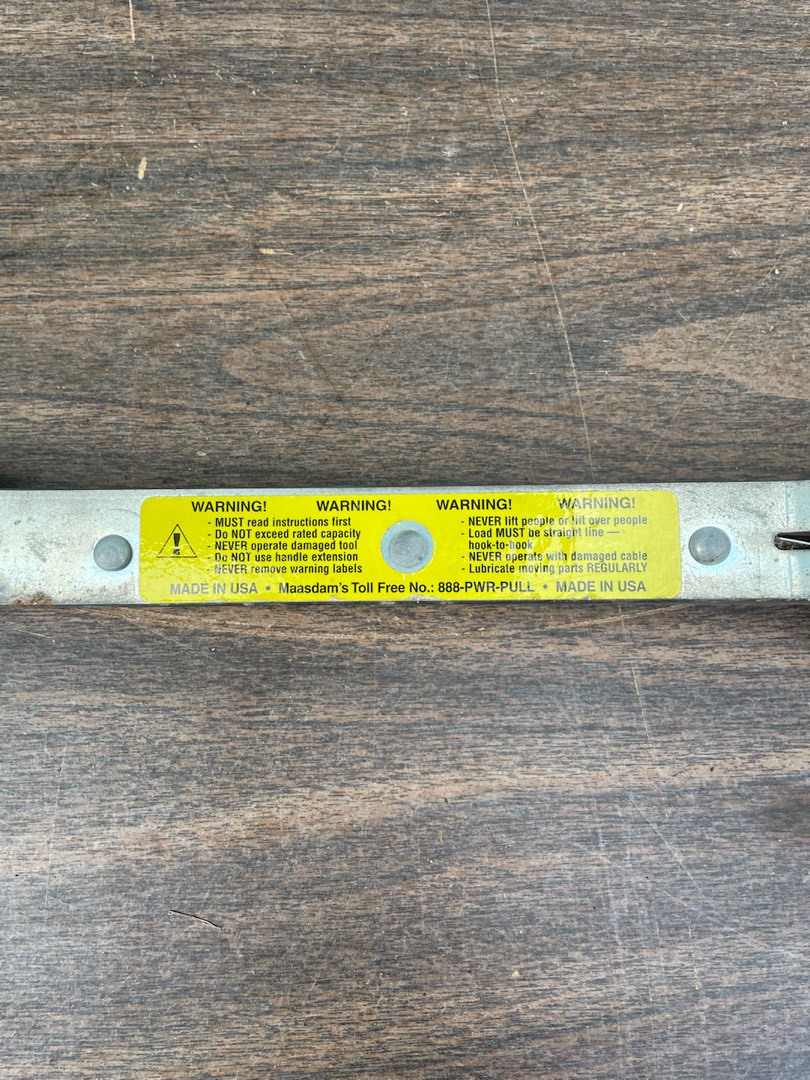 WARNING! WARNING! WARNING! WARNING!
- MUST read instructions first
- Do NOT exceed rated capacity
- NEVER operate damaged tool
- Do NOT use handle extension
- NEVER remove warning labels
- NEVER lift people or lift over people
- Load MUST be straight line —
hook-to-hook
- NEVER operate with damaged cable
- Lubricate moving parts REGULARLY
MADE IN USA • Maasdam's Toll Free No.: 888-PWR-PULL • MADE IN USA